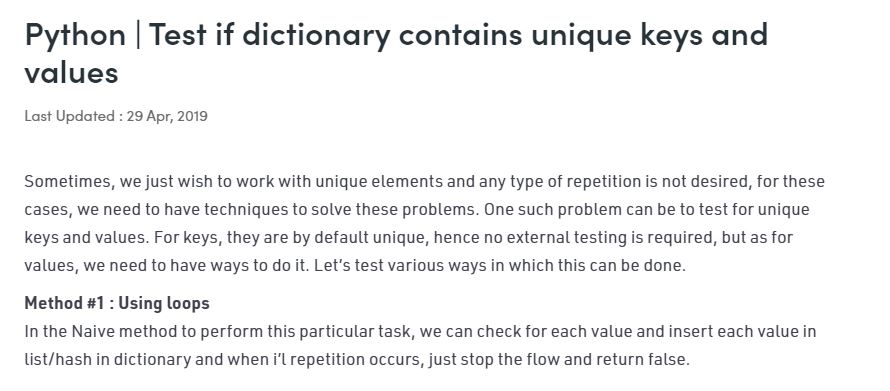 Python | Test if dictionary contains unique keys and
values
Last Updated : 29 Apr, 2019
Sometimes, we just wish to work with unique elements and any type of repetition is not desired, for these
cases, we need to have techniques to solve these problems. One such problem can be to test for unique
keys and values. For keys, they are by default unique, hence no external testing is required, but as for
values, we need to have ways to do it. Let's test various ways in which this can be done.
Method #1 : Using loops
In the Naive method to perform this particular task, we can check for each value and insert each value in
list/hash in dictionary and when i'l repetition occurs, just stop the flow and return false.